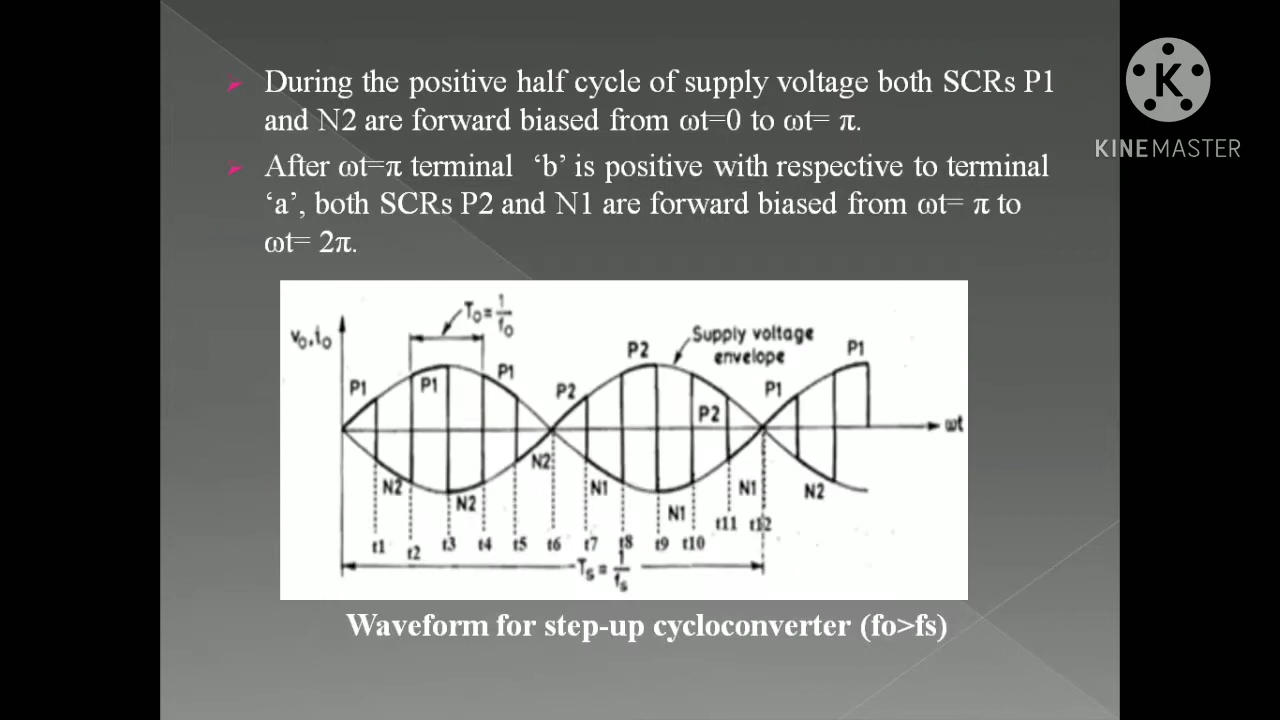 During the positive half cycle of supply voltage both SCRs P1
and N2 are forward biased from ωt=0 to ωt= π.
After ωt=π terminal ‘b’ is positive with respective to terminal
‘a’, both SCRs P2 and N1 are forward biased from ωt= π to
ωt= 2π.
KINEMASTER
v₀,i₀
T₀ = 1/f₀
Supply voltage
envelope
P1
P1
P1
P2
P2
P2
P1
P1
ωt
N2
N2
N2
N1
N1
N1
N2
t1 t2 t3 t4 t5 t6 t7 t8 t9 t10 t11 t12
Tₛ = 1/fₛ
Waveform for step-up cycloconverter (fo>fs)